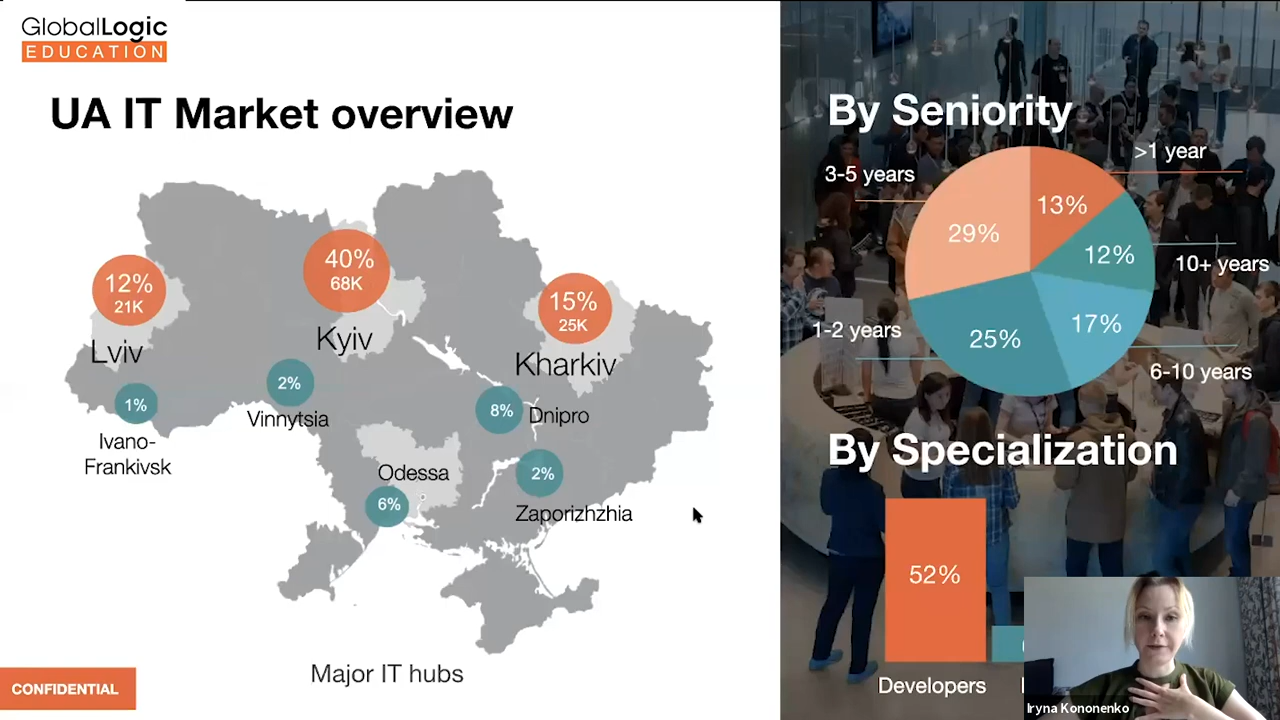 GlobalLogic
EDUCATION
UA IT Market overview
12%
21K
Lviv
40%
68K
Kyiv
15%
25K
Kharkiv
1%
Ivano-
Frankivsk
2%
Vinnytsia
8%
Dnipro
Odessa
6%
2%
Zaporizhzhia
Major IT hubs
CONFIDENTIAL
By Seniority
>1 year
3-5 years
13%
29%
12%
10+ years
1-2 years
17%
25%
6-10 years
By Specialization
52%
Developers
Iryna Kononenko